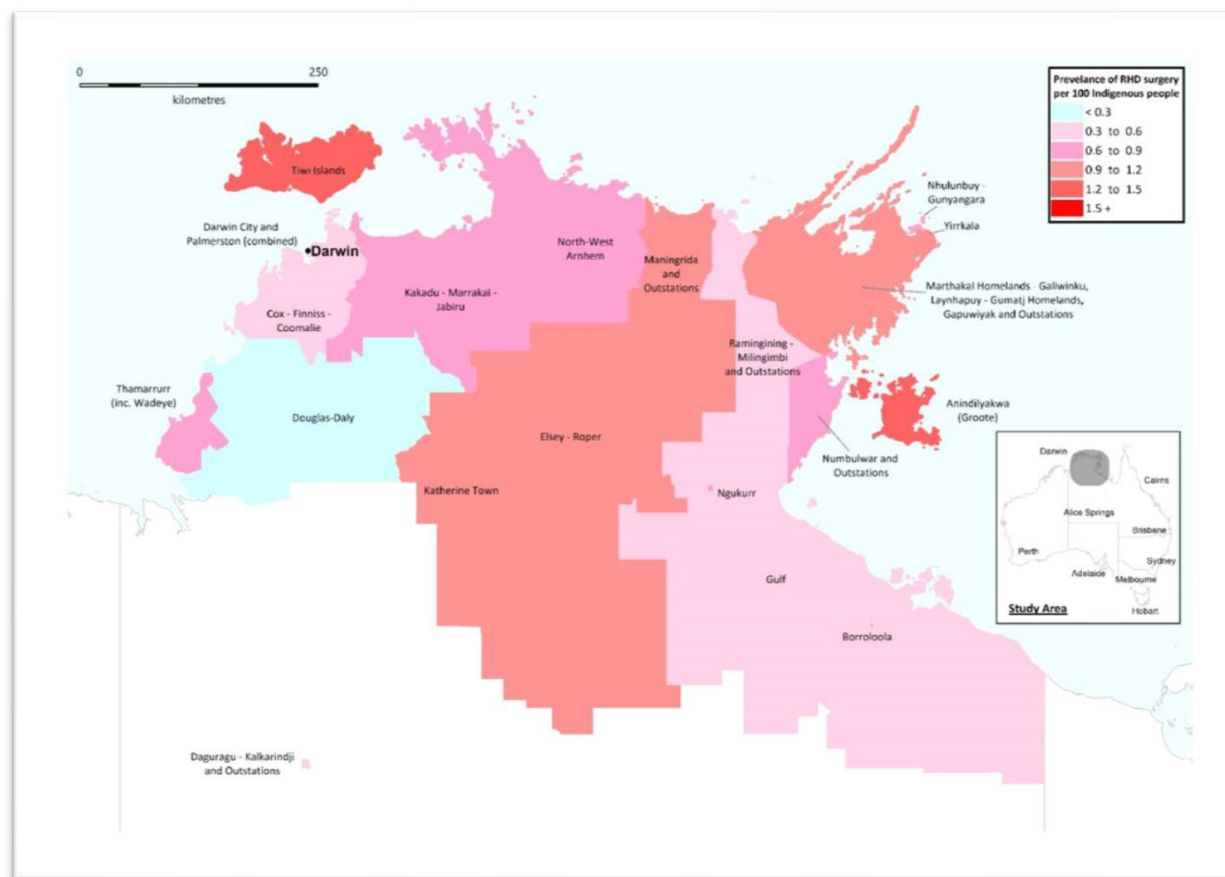 0 250
kilometres
Prevelance of RHD surgery
per 100 Indigenous people
< 0.3
0.3 to 0.6
0.6 to 0.9
0.9 to 1.2
1.2 to 1.5
1.5 +
Tiwi Islands
Darwin City and
Palmerston (combined)
Darwin
Nhulunbuy -
Gunyangara
Yirrkala
North-West
Arnhem
Maningrida
and
Outstations
Kakadu - Marrakai -
Jabiru
Marthakal Homelands - Galiwinku,
Laynhapuy - Gumatj Homelands,
Gapuwiyak and Outstations
Cox - Finniss -
Coomalie
Ramingining -
Milingimbi
and Outstations
Thamarrurr
(inc. Wadeye)
Douglas-Daly
Anindilyakwa
(Groote)
Elsey - Roper
Numbulwar and
Outstations
Katherine Town
Ngukurr
Gulf
Borroloola
Daguragu - Kalkarindji
and Outstations
Darwin
Cairns
Alice Springs
Brisbane
Perth
Sydney
Adelaide
Melbourne
Hobart
Study Area